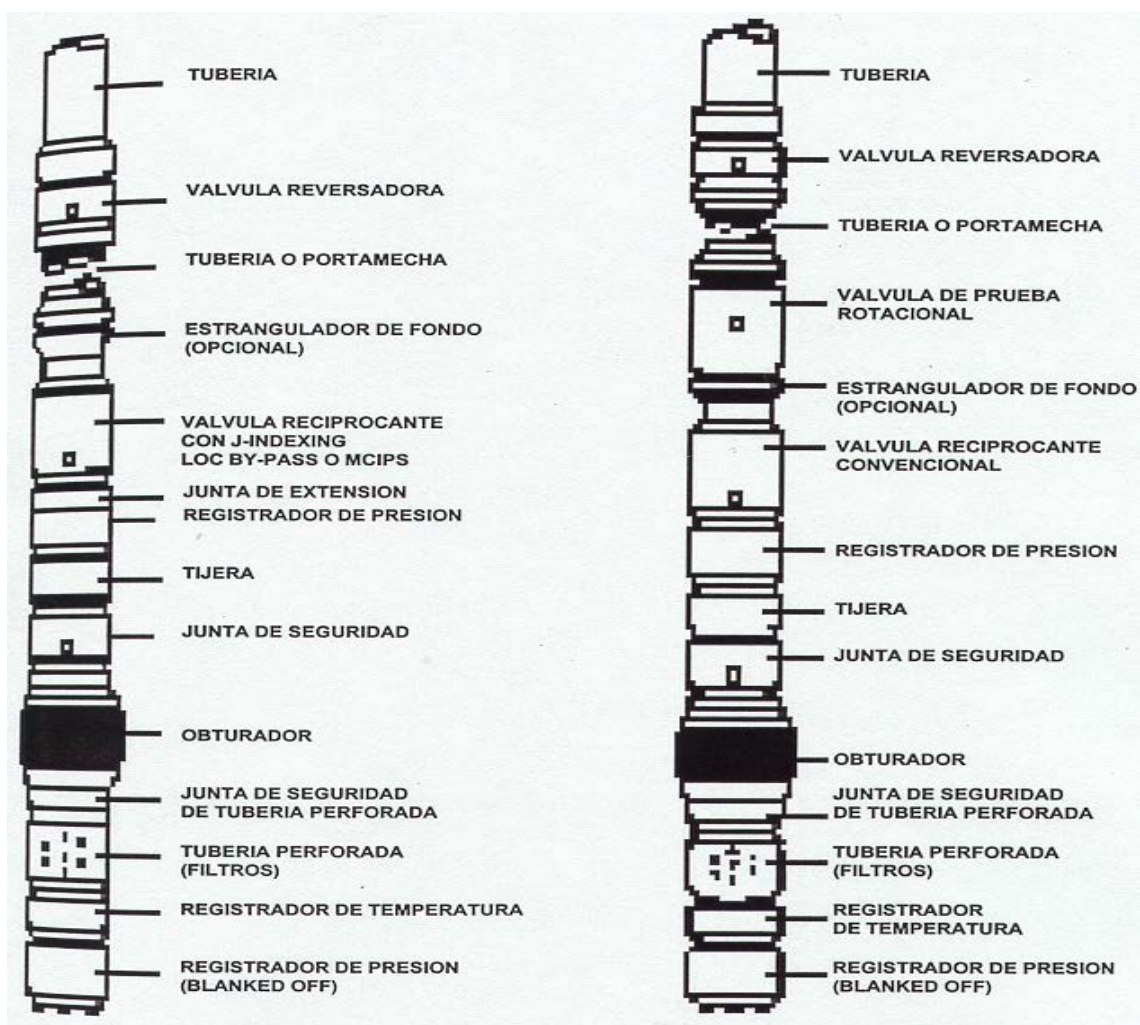 TUBERIA
VALVULA REVERSADORA
TUBERIA O PORTAMECHA
ESTRANGULADOR DE FONDO
(OPCIONAL)
VALVULA RECIPROCANTE
CON J-INDEXING
LOC BY-PASS O MCIPS
JUNTA DE EXTENSION
REGISTRADOR DE PRESION
TIJERA
JUNTA DE SEGURIDAD
OBTURADOR
JUNTA DE SEGURIDAD
DE TUBERIA PERFORADA
TUBERIA PERFORADA
(FILTROS)
REGISTRADOR DE TEMPERATURA
REGISTRADOR DE PRESION
(BLANKED OFF)
TUBERIA
VALVULA REVERSADORA
TUBERIA O PORTAMECHA
VALVULA DE PRUEBA
ROTACIONAL
ESTRANGULADOR DE FONDO
(OPCIONAL)
VALVULA RECIPROCANTE
CONVENCIONAL
REGISTRADOR DE PRESION
TIJERA
JUNTA DE SEGURIDAD
OBTURADOR
JUNTA DE SEGURIDAD
DE TUBERIA PERFORADA
TUBERIA PERFORADA
(FILTROS)
REGISTRADOR
DE TEMPERATURA
REGISTRADOR DE PRESION
(BLANKED OFF)